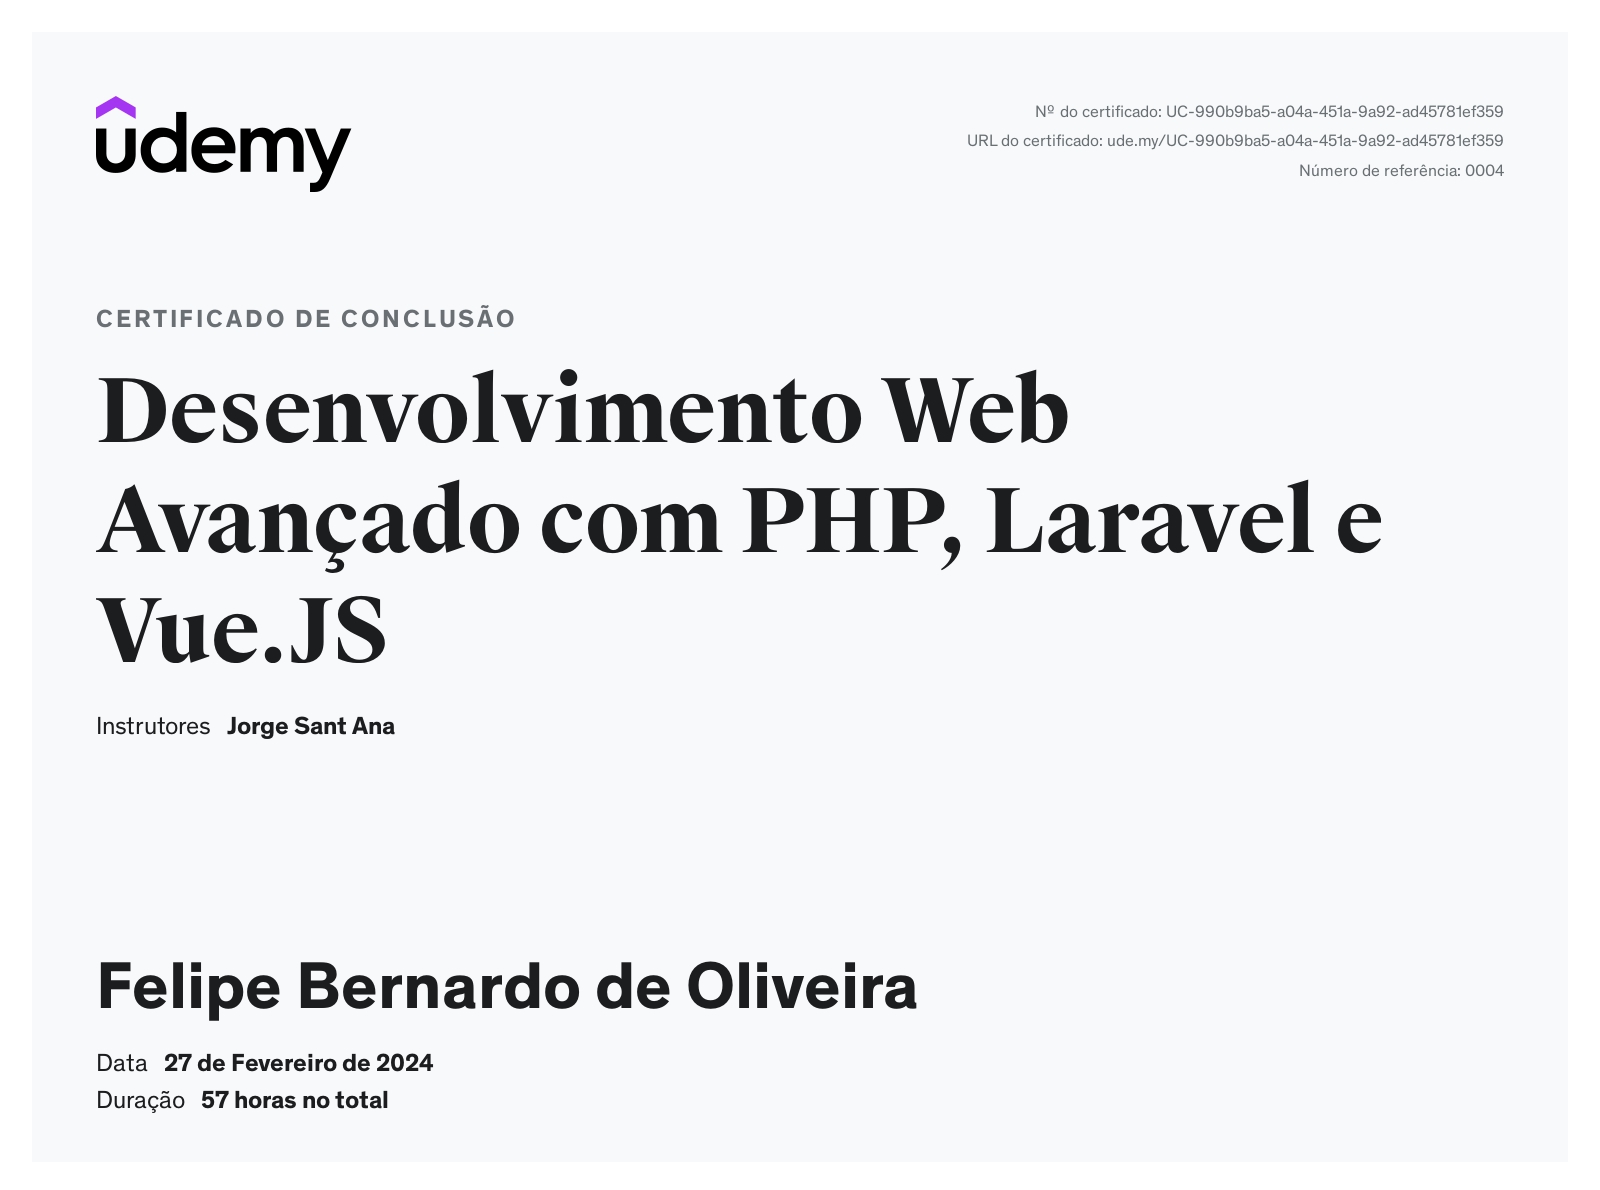 udemy
Nº do certificado: UC-990b9ba5-a04a-451a-9a92-ad45781ef359
URL do certificado: ude.my/UC-990b9ba5-a04a-451a-9a92-ad45781ef359
Número de referência: 0004
CERTIFICADO DE CONCLUSÃO
Desenvolvimento Web
Avançado com PHP, Laravel e
Vue.JS
Instrutores Jorge Sant Ana
Felipe Bernardo de Oliveira
Data 27 de Fevereiro de 2024
Duração 57 horas no total